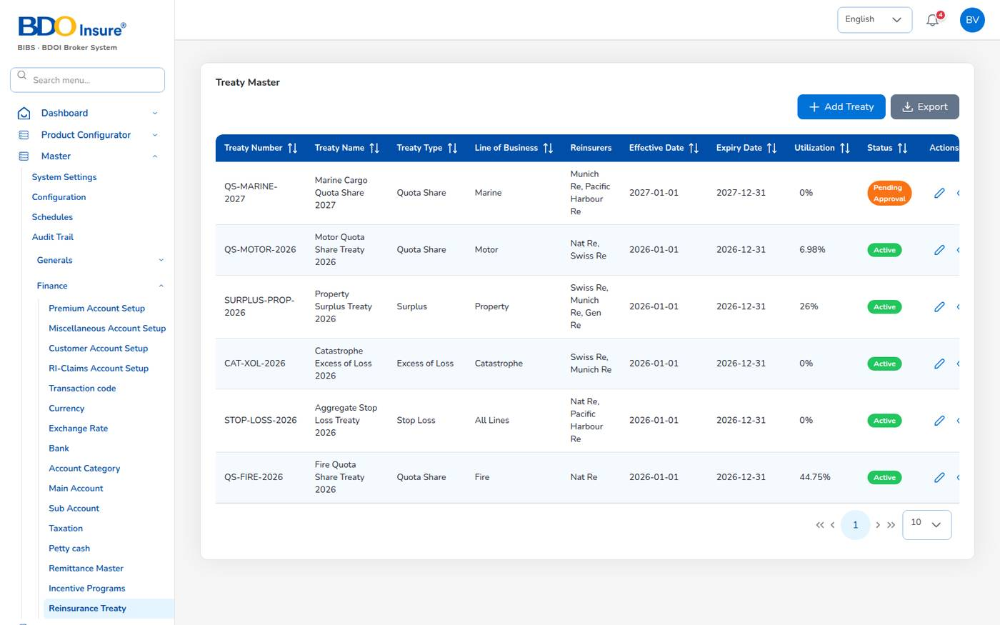 BDO Insure®
BIBS · BDOI Broker System
Search menu...
Dashboard
Product Configurator
Master
System Settings
Configuration
Schedules
Audit Trail
Generals
Finance
Premium Account Setup
Miscellaneous Account Setup
Customer Account Setup
RI-Claims Account Setup
Transaction code
Currency
Exchange Rate
Bank
Account Category
Main Account
Sub Account
Taxation
Petty cash
Remittance Master
Incentive Programs
Reinsurance Treaty
English
4
BV
Treaty Master
Add Treaty
Export
Treaty Number Treaty Name Treaty Type Line of Business Reinsurers Effective Date Expiry Date Utilization Status Actions
QS-MARINE-
2027
Marine Cargo
Quota Share
2027
Quota Share
Marine
Munich
Re, Pacific
Harbour
Re
2027-01-01
2027-12-31
0%
Pending
Approval
QS-MOTOR-2026
Motor Quota
Share Treaty
2026
Quota Share
Motor
Nat Re,
Swiss Re
2026-01-01
2026-12-31
6.98%
Active
SURPLUS-PROP-
2026
Property
Surplus Treaty
2026
Surplus
Property
Swiss Re,
Munich
Re, Gen
Re
2026-01-01
2026-12-31
26%
Active
CAT-XOL-2026
Catastrophe
Excess of Loss
2026
Excess of Loss
Catastrophe
Swiss Re,
Munich Re
2026-01-01
2026-12-31
0%
Active
STOP-LOSS-2026
Aggregate Stop
Loss Treaty
2026
Stop Loss
All Lines
Nat Re,
Pacific
Harbour
Re
2026-01-01
2026-12-31
0%
Active
QS-FIRE-2026
Fire Quota
Share Treaty
2026
Quota Share
Fire
Nat Re
2026-01-01
2026-12-31
44.75%
Active
1
10